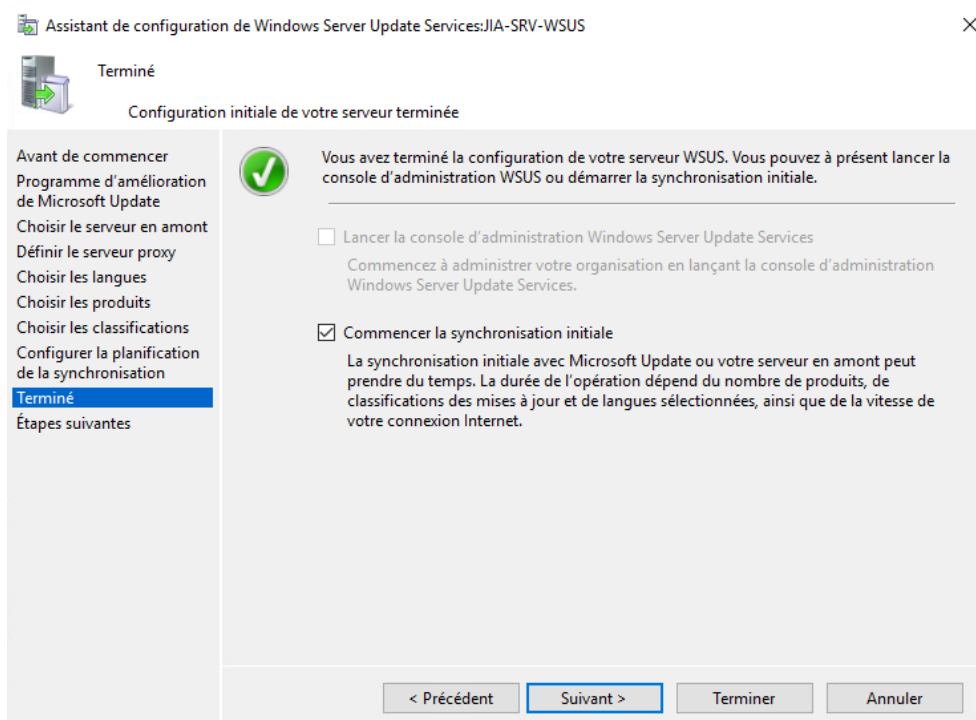 Assistant de configuration de Windows Server Update Services:JIA-SRV-WSUS
Terminé
Configuration initiale de votre serveur terminée
Avant de commencer
Programme d'amélioration
de Microsoft Update
Choisir le serveur en amont
Définir le serveur proxy
Choisir les langues
Choisir les produits
Choisir les classifications
Configurer la planification
de la synchronisation
Terminé
Étapes suivantes
Vous avez terminé la configuration de votre serveur WSUS. Vous pouvez à présent lancer la
console d'administration WSUS ou démarrer la synchronisation initiale.
Lancer la console d'administration Windows Server Update Services
Commencez à administrer votre organisation en lançant la console d'administration
Windows Server Update Services.
Commencer la synchronisation initiale
La synchronisation initiale avec Microsoft Update ou votre serveur en amont peut
prendre du temps. La durée de l'opération dépend du nombre de produits, de
classifications des mises à jour et de langues sélectionnées, ainsi que de la vitesse de
votre connexion Internet.
< Précédent
Suivant >
Terminer
Annuler